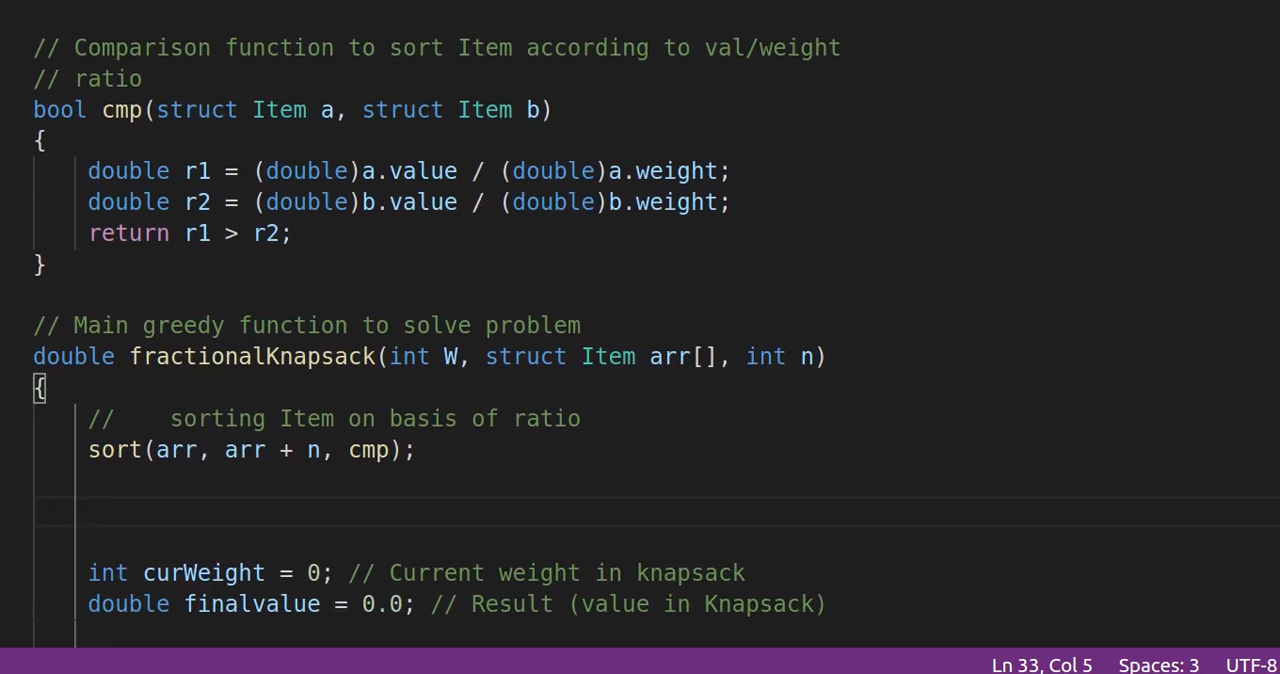 // Comparison function to sort Item according to val/weight
// ratio
bool cmp(struct Item a, struct Item b)
{
    double r1 = (double)a.value / (double)a.weight;
    double r2 = (double)b.value / (double)b.weight;
    return r1 > r2;
}
// Main greedy function to solve problem
double fractionalKnapsack(int W, struct Item arr[], int n)
{
    //    sorting Item on basis of ratio
    sort(arr, arr + n, cmp);
    int curWeight = 0; // Current weight in knapsack
    double finalvalue = 0.0; // Result (value in Knapsack)
Ln 33, Col 5 Spaces: 3 UTF-8